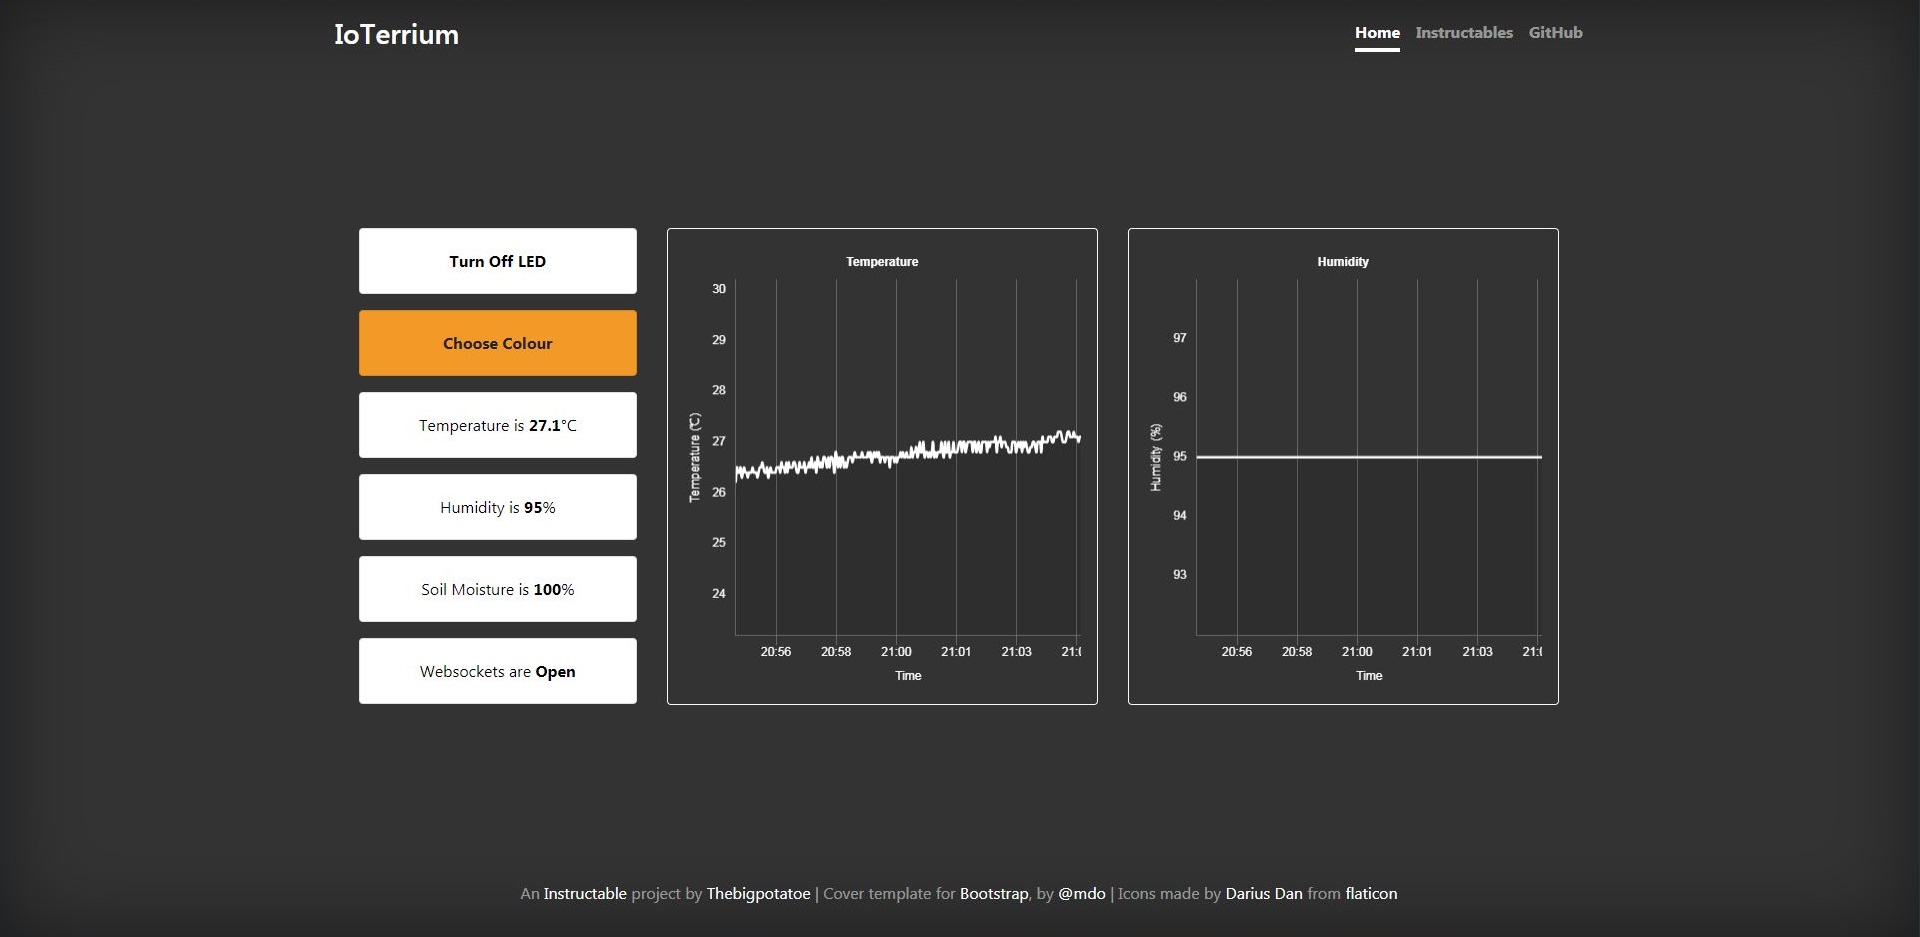 IoTerrium
Home Instructables GitHub
Turn Off LED
Choose Colour
Temperature is 27.1°C
Humidity is 95%
Soil Moisture is 100%
Websockets are Open
Temperature
30
29
28
27
26
25
24
Temperature (°C)
20:56 20:58 21:00 21:01 21:03
Time
Humidity
97
96
95
94
93
Humidity (%)
20:56 20:58 21:00 21:01 21:03
Time
An Instructable project by Thebigpotatoe | Cover template for Bootstrap, by @mdo | Icons made by Darius Dan from flaticon